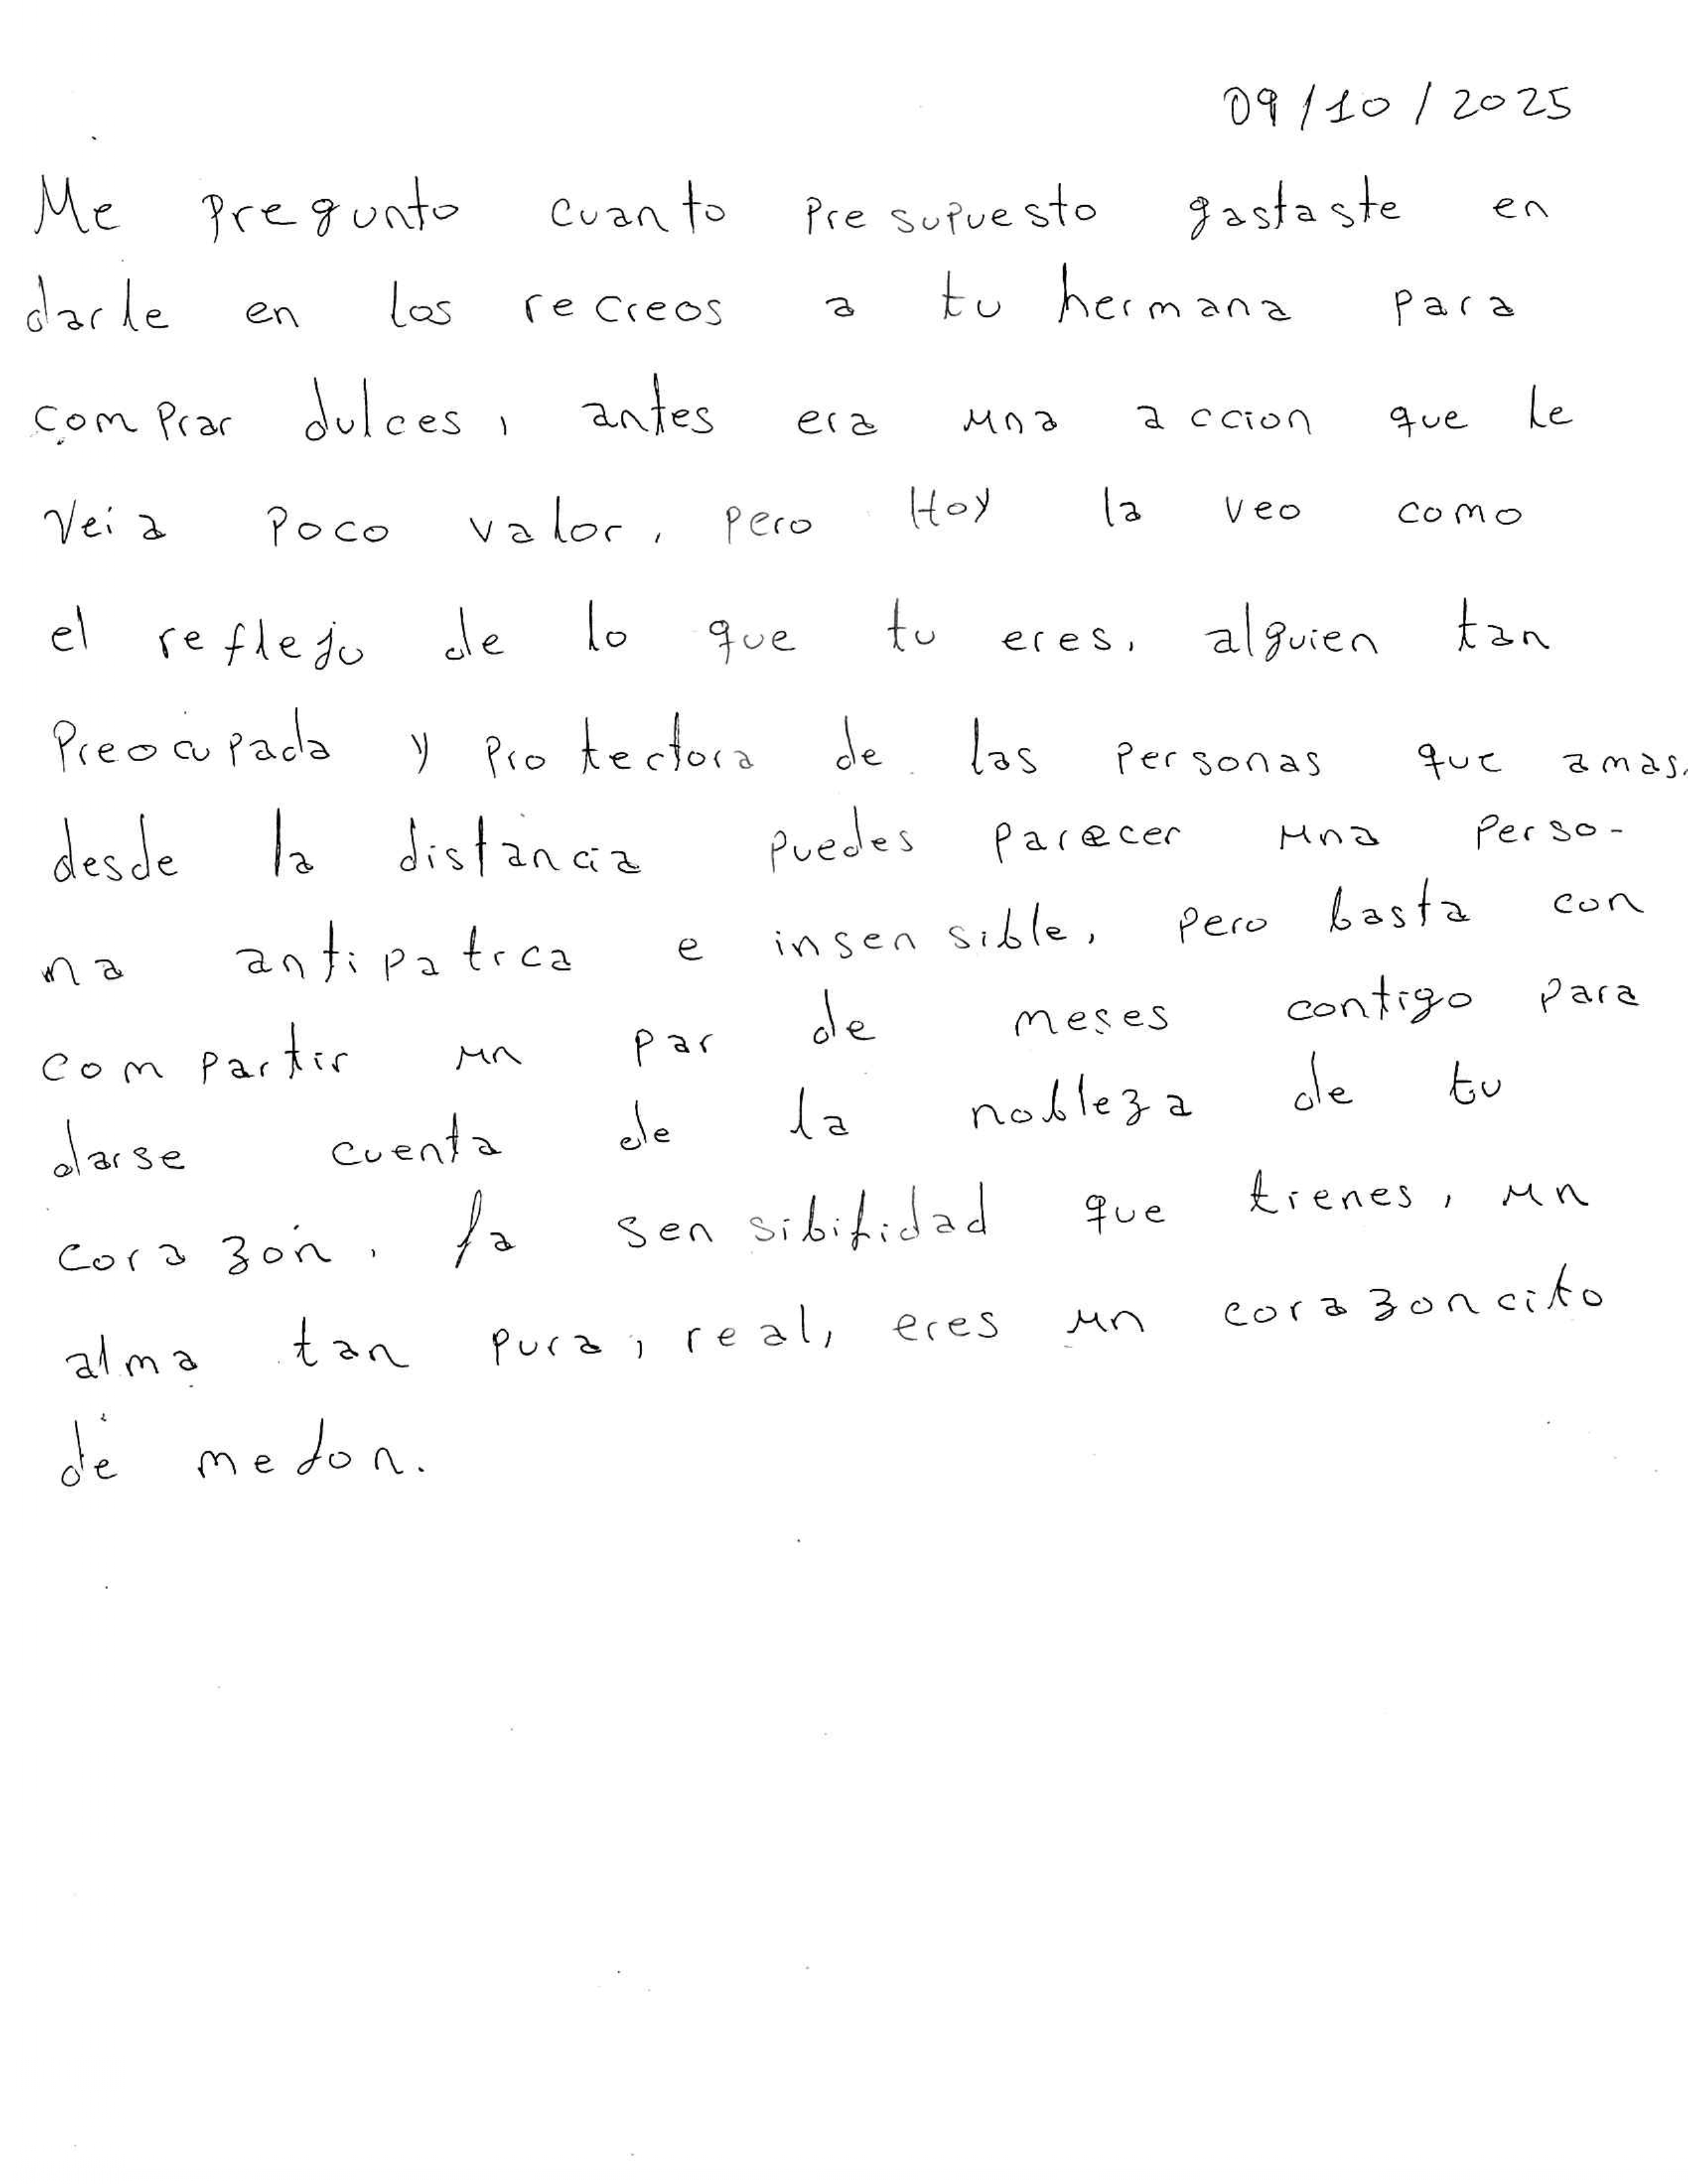 09/10/2025
Me pregunto cuanto presupuesto gastaste en
darle en los recreos a tu hermana para
comprar dulces, antes era una accion que le
veia poco valor, pero Hoy la veo como
el reflejo de lo que tu eres, alguien tan
Preocupada y protectora de las personas que amas.
desde la distancia puedes parecer una perso-
na antipatica e insensible, pero basta con
compartir un par de meses contigo para
darse cuenta de la nobleza de tu
corazón, la sensibilidad que tienes, un
alma tan pura, real, eres un corazoncito
de melon.